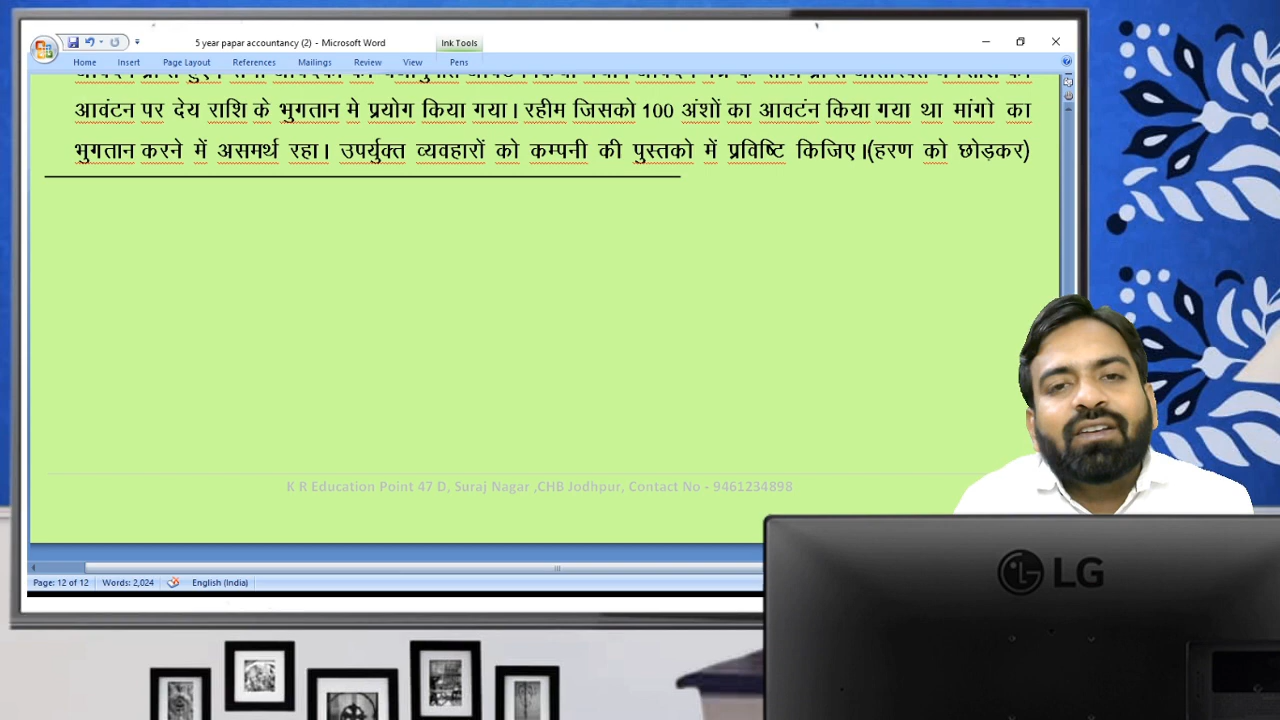 5 year papar accountancy (2) - Microsoft Word
Ink Tools
Home Insert Page Layout References Mailings Review View Pens
आवंटन पर देय राशि के भुगतान मे प्रयोग किया गया। रहीम जिसको 100 अंशों का आवटंन किया गया था मांगो का
भुगतान करने में असमर्थ रहा। उपर्युक्त व्यवहारों को कम्पनी की पुस्तको में प्रविष्टि किजिए।(हरण को छोड़कर)
K R Education Point 47 D, Suraj Nagar ,CHB Jodhpur, Contact No - 9461234898
Page: 12 of 12 Words: 2,024 English (India)
LG